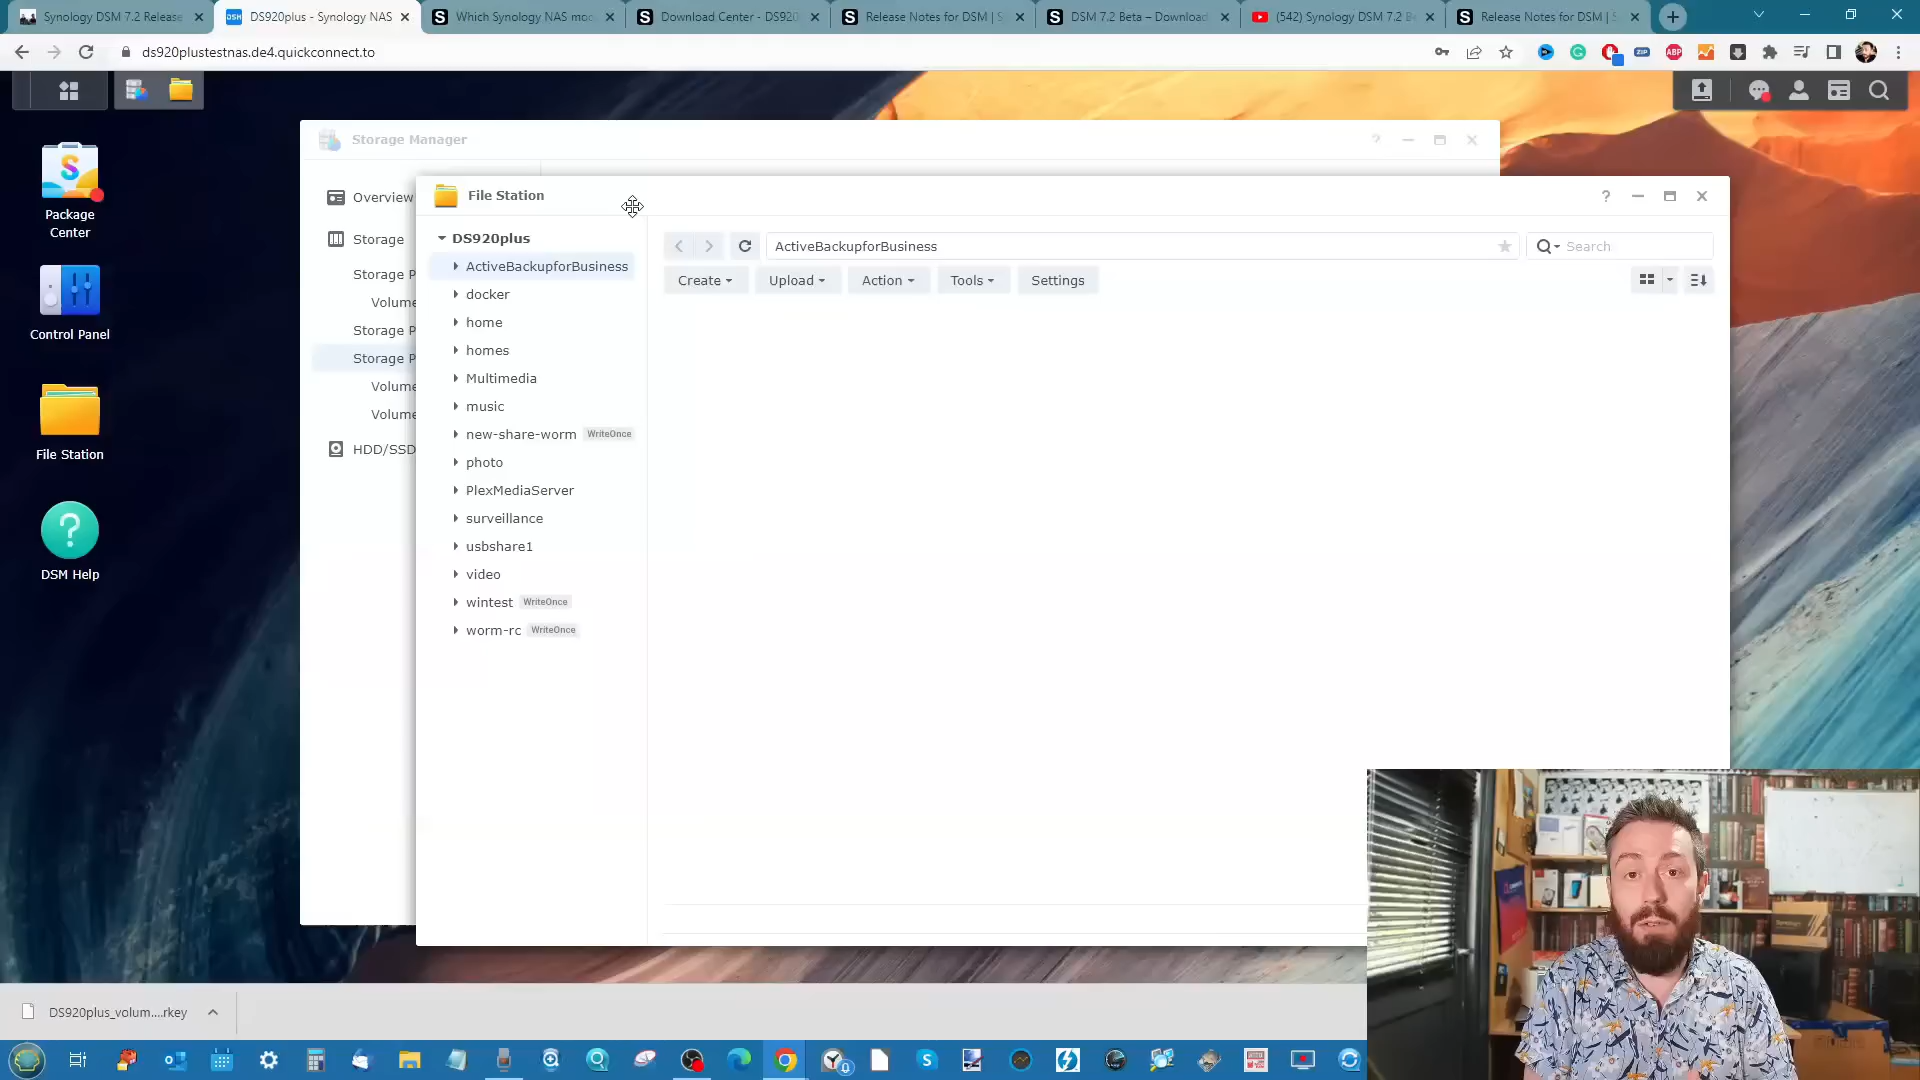 Synology DSM 7.2 Release
DS920plus - Synology NAS
Which Synology NAS mo
Download Center - DS920
Release Notes for DSM | S
DSM 7.2 Beta – Download
(542) Synology DSM 7.2 Be
Release Notes for DSM | S
ds920plustestnas.de4.quickconnect.to
Package
Center
Control Panel
File Station
DSM Help
Storage Manager
Overview
Storage
Storage P
Volume
Storage P
Storage P
Volume
Volume
HDD/SSD
File Station
DS920plus
ActiveBackupforBusiness
docker
home
homes
Multimedia
music
new-share-worm WriteOnce
photo
PlexMediaServer
surveillance
usbshare1
video
wintest WriteOnce
worm-rc WriteOnce
ActiveBackupforBusiness
Search
Create
Upload
Action
Tools
Settings
DS920plus_volum....rkey